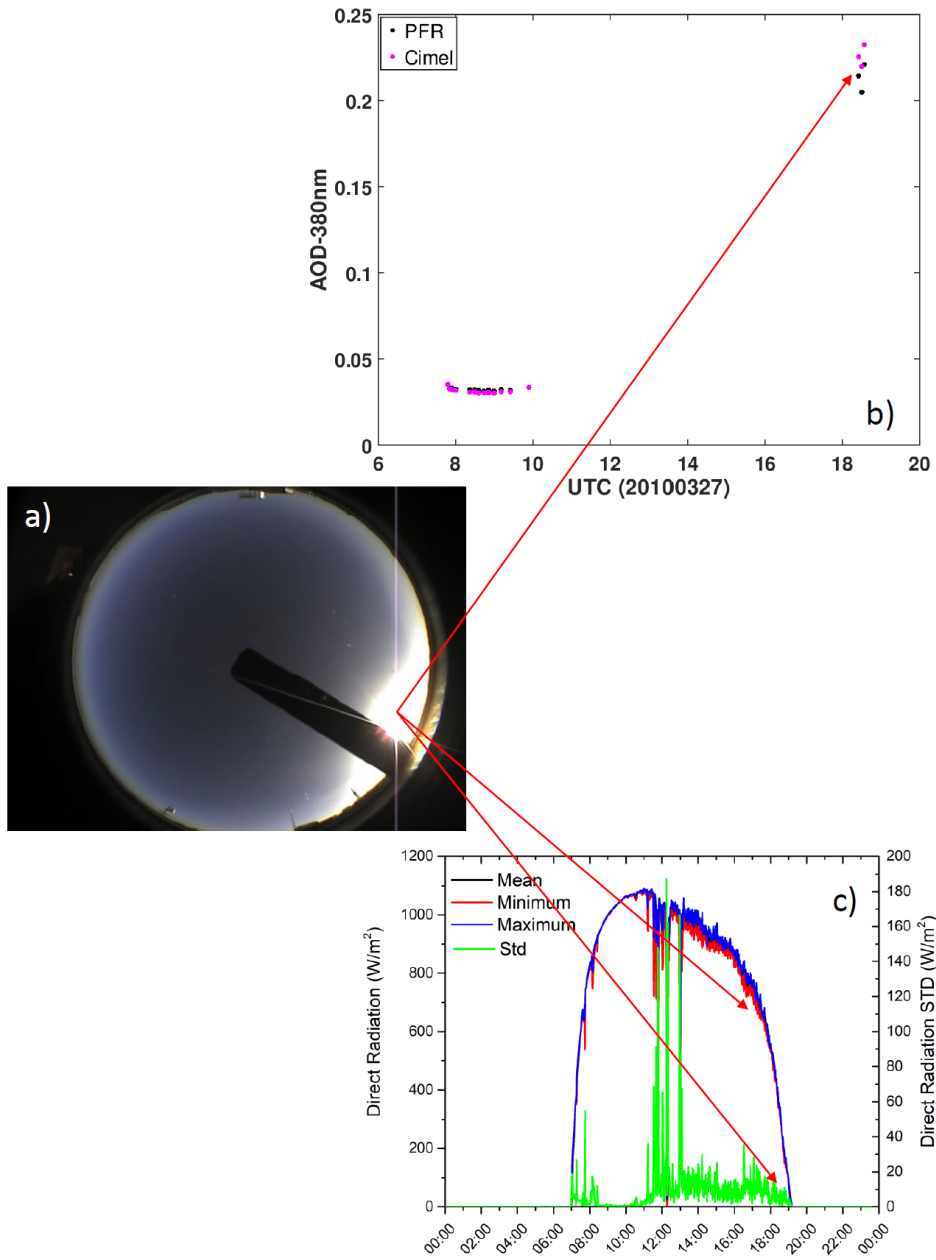 0.25
PFR
Cimel
0.2
0.15
AOD-380nm
0.1
0.05
b)
0
6 8 10 12 14 16 18 20
UTC (20100327)
a)
1200 200
Mean c)
Minimum 180
1000 Maximum 160
Std
140
800
120
600 100
80
400
60
40
200
20
0 0
Direct Radiation (W/m²)
Direct Radiation STD (W/m²)
00:00 02:00 04:00 06:00 08:00 10:00 12:00 14:00 16:00 18:00 20:00 22:00 00:00